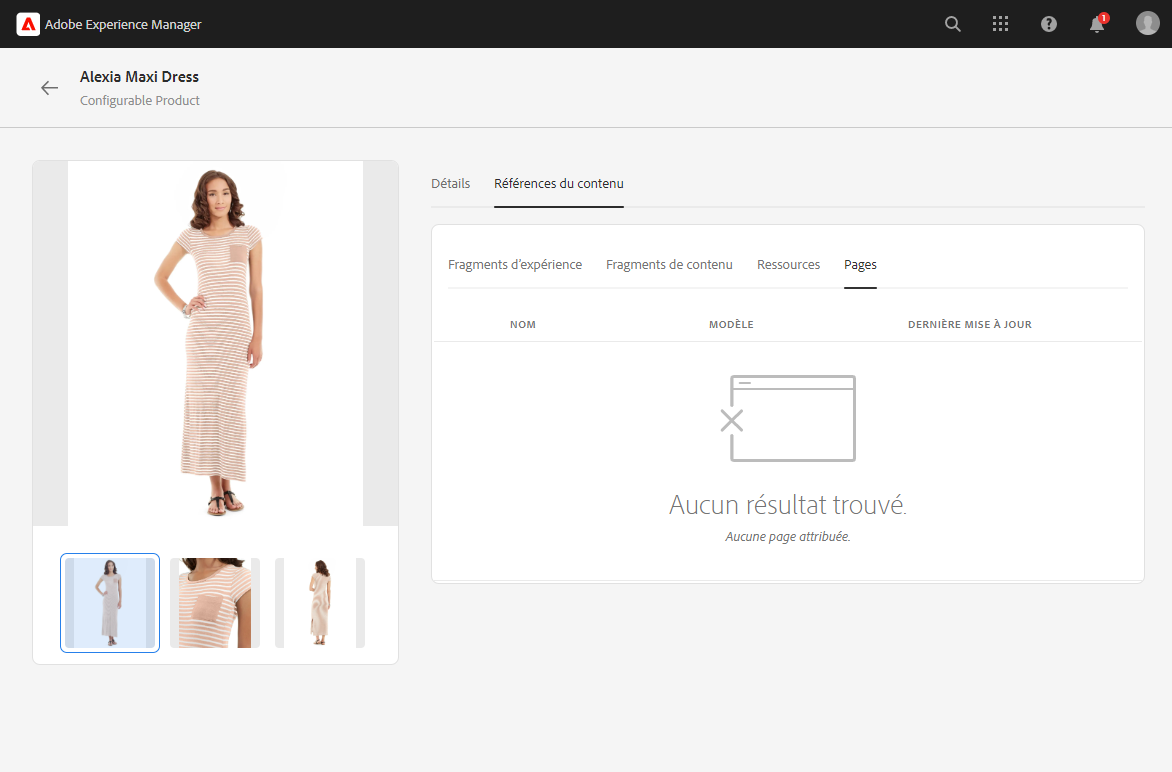 Adobe Experience Manager
1
Alexia Maxi Dress
Configurable Product
Détails
Références du contenu
Fragments d'expérience
Fragments de contenu
Ressources
Pages
NOM
MODÈLE
DERNIÈRE MISE À JOUR
Aucun résultat trouvé.
Aucune page attribuée.